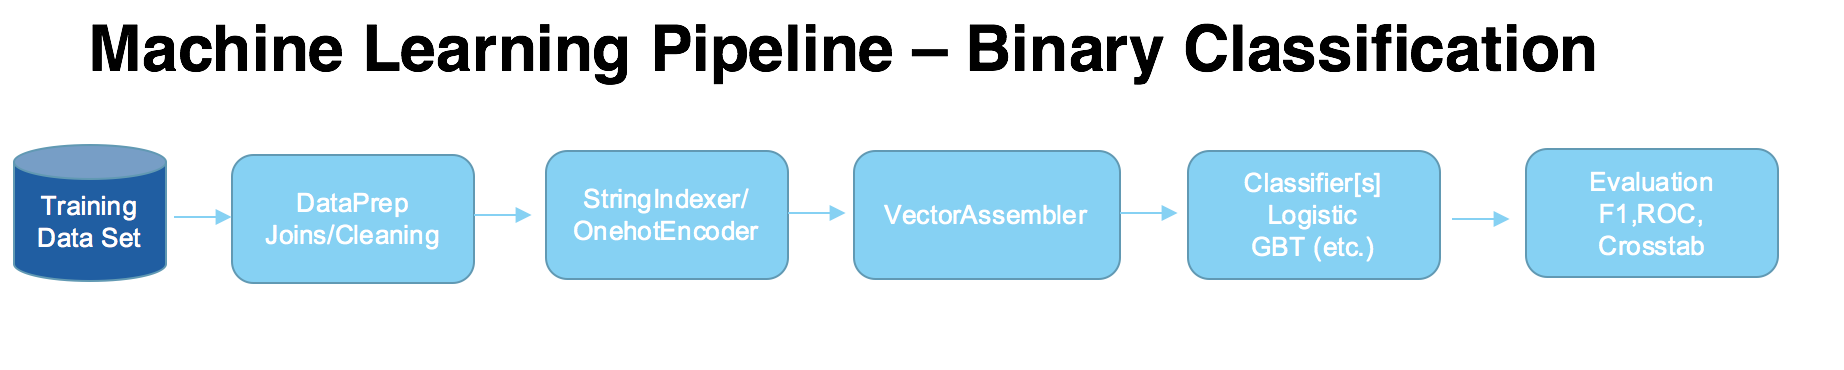 Machine Learning Pipeline – Binary Classification
Training
Data Set
DataPrep
Joins/Cleaning
StringIndexer/
OnehotEncoder
VectorAssembler
Classifier[s]
Logistic
GBT (etc.)
Evaluation
F1,ROC,
Crosstab